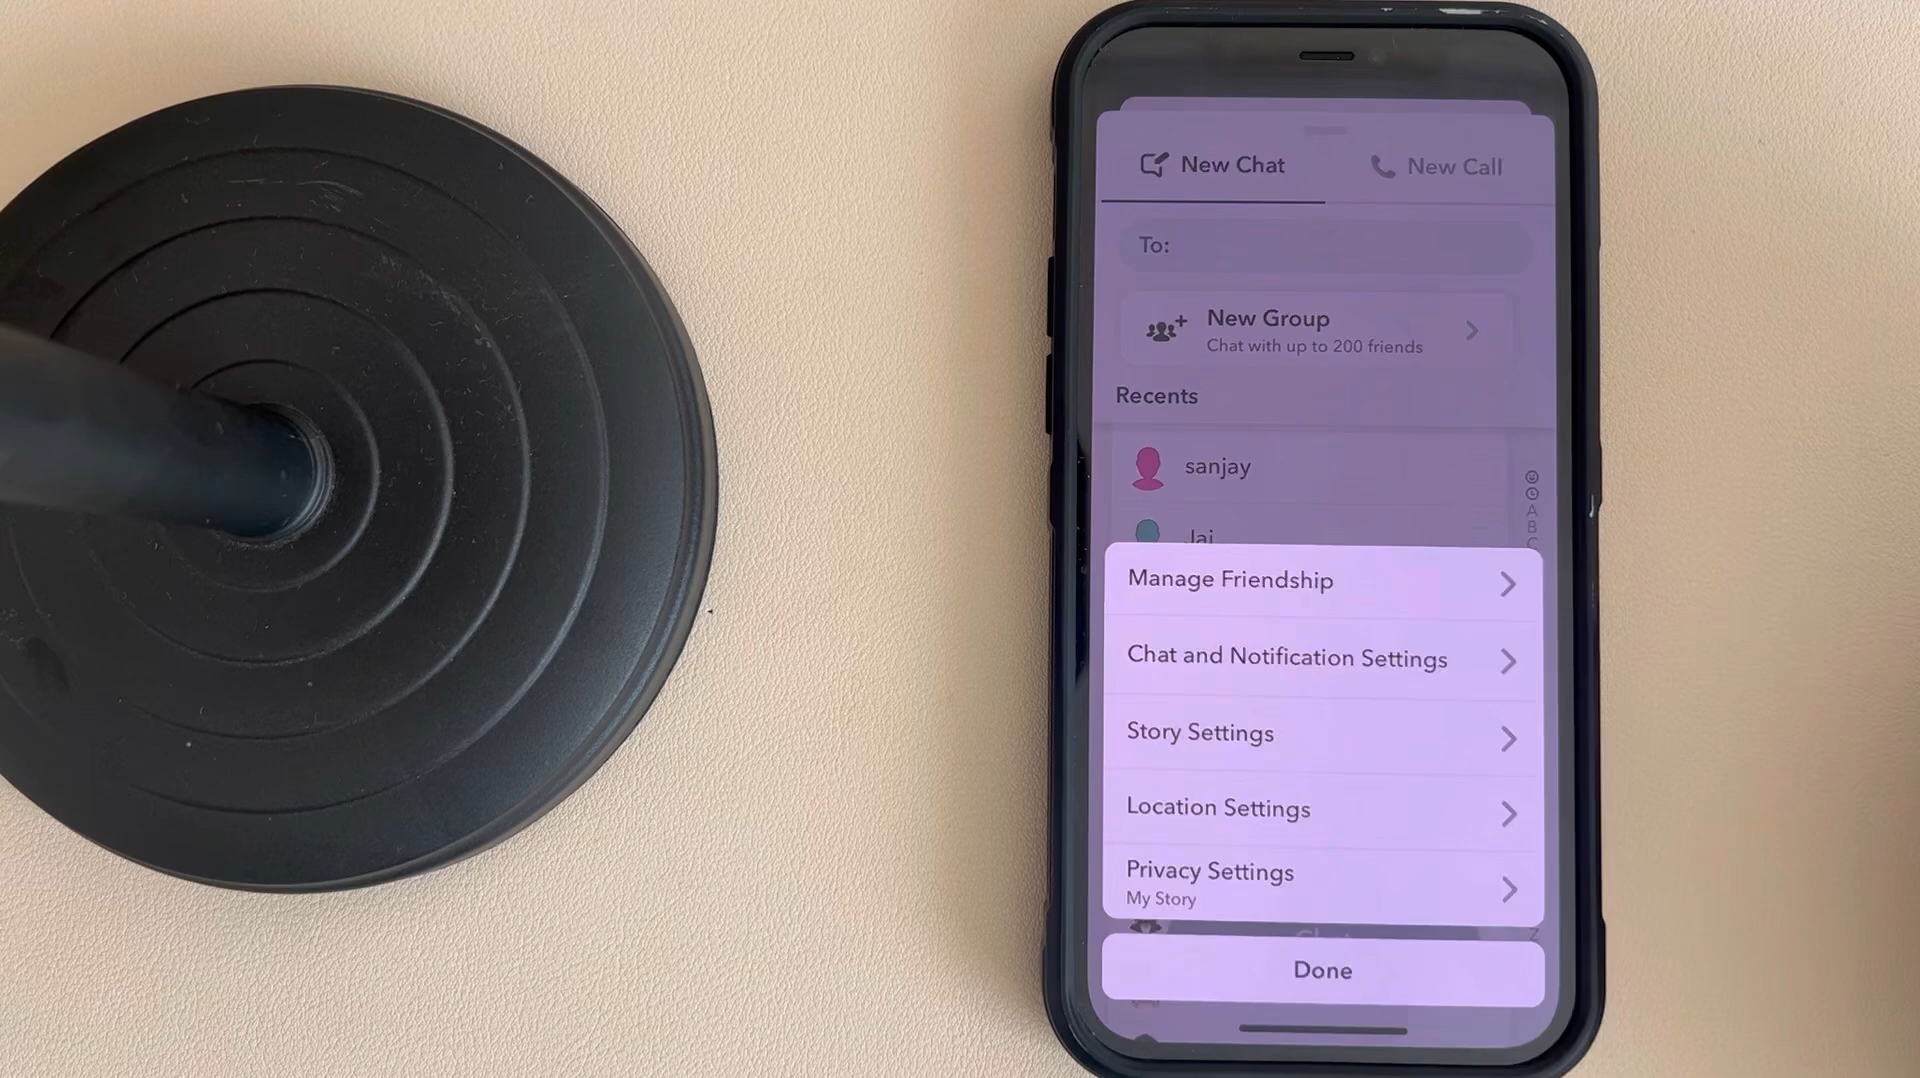 New Chat
New Call
To:
New Group
Chat with up to 200 friends
Recents
sanjay
Jai
A
B
C
Manage Friendship
Chat and Notification Settings
Story Settings
Location Settings
Privacy Settings
My Story
Z
Done